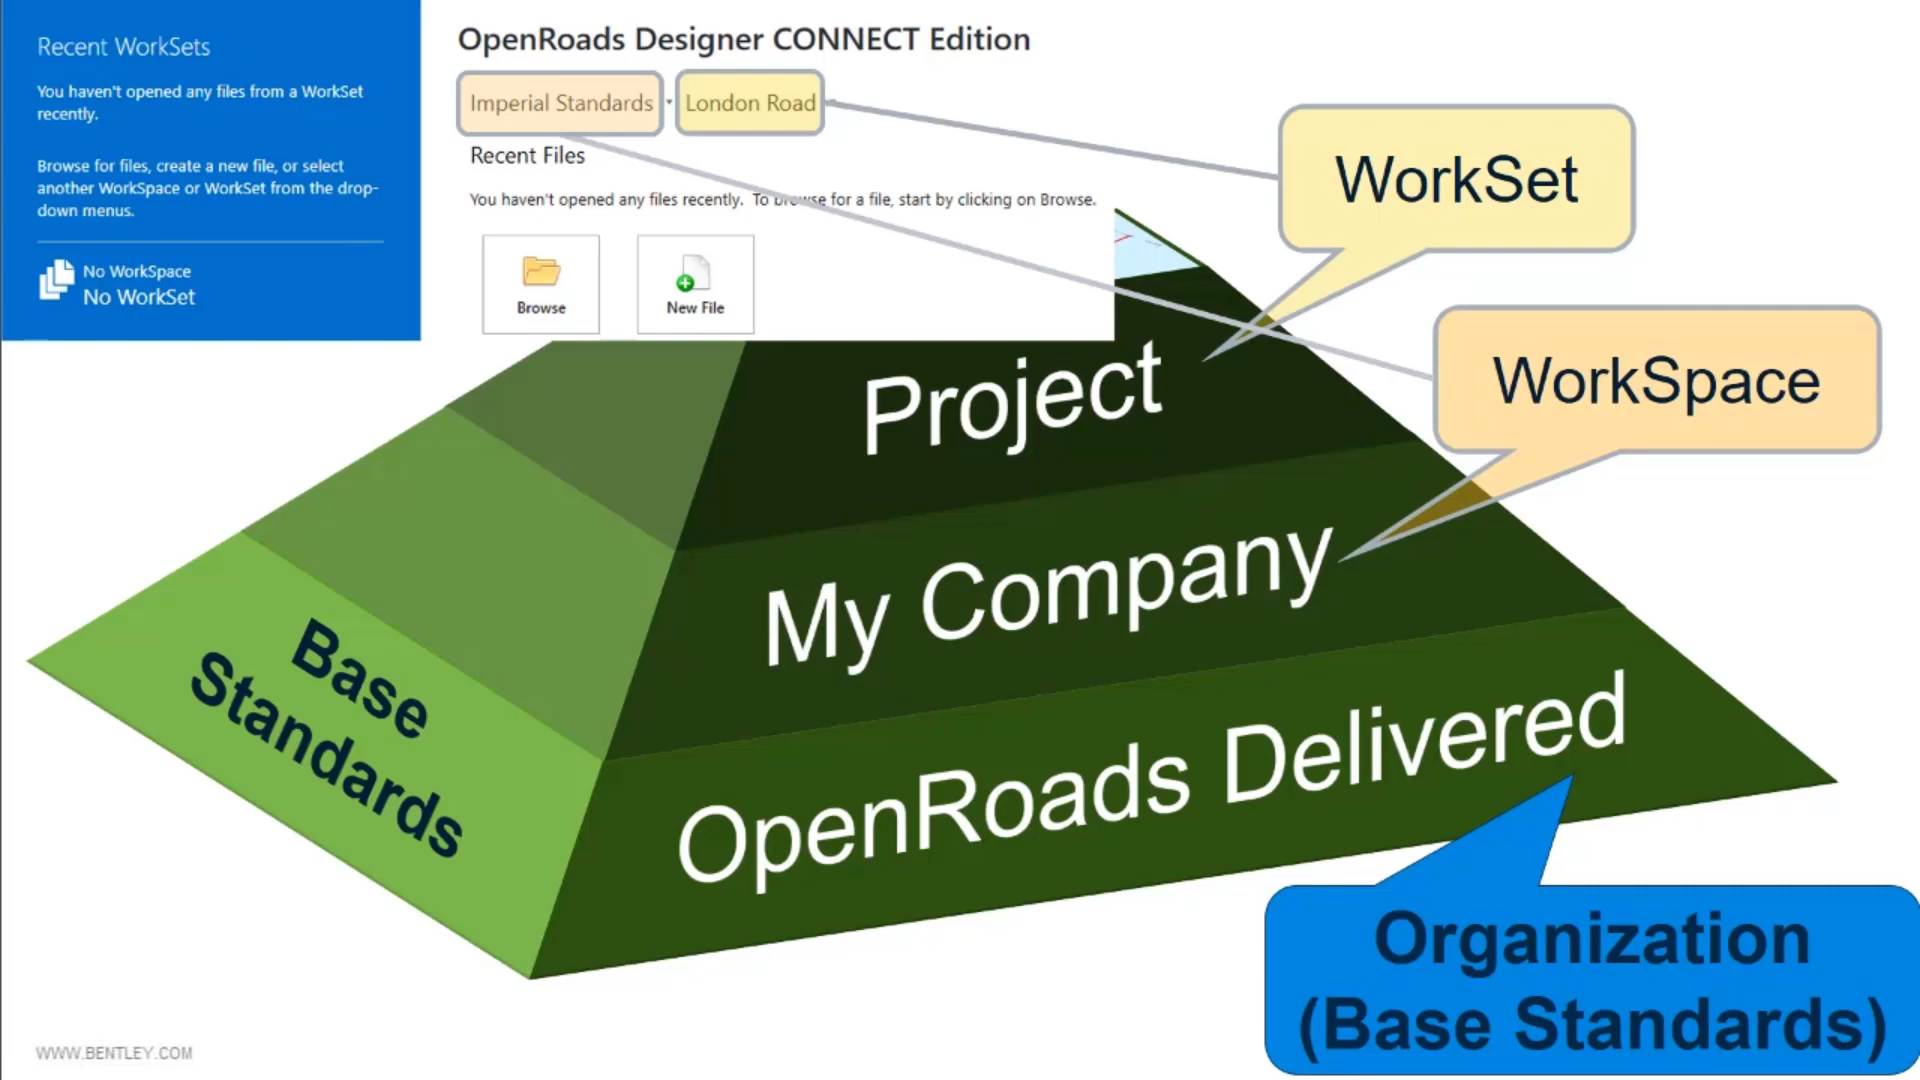 Recent WorkSets
You haven't opened any files from a WorkSet
recently.
Browse for files, create a new file, or select
another WorkSpace or WorkSet from the drop-
down menus.
No WorkSpace
No WorkSet
OpenRoads Designer CONNECT Edition
Imperial Standards
London Road
Recent Files
You haven't opened any files recently. To browse for a file, start by clicking on Browse.
Browse
New File
WorkSet
WorkSpace
Project
My Company
OpenRoads Delivered
Base
Standards
Organization
(Base Standards)
WWW.BENTLEY.COM